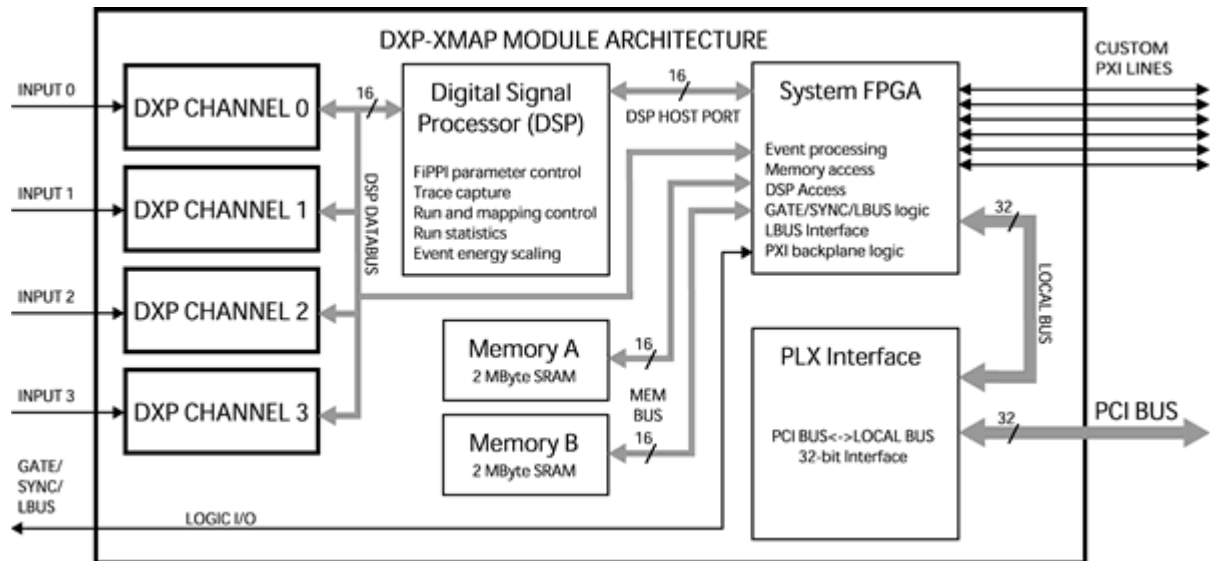 DXP-XMAP MODULE ARCHITECTURE
CUSTOM
PXI LINES
INPUT 0
DXP CHANNEL 0
16
Digital Signal
Processor (DSP)
FiPPI parameter control
Trace capture
Run and mapping control
Run statistics
Event energy scaling
16
DSP HOST PORT
System FPGA
Event processing
Memory access
DSP Access
GATE/SYNC/LBUS logic
LBUS Interface
PXI backplane logic
INPUT 1
DXP CHANNEL 1
DSP DATABUS
32
LOCAL BUS
INPUT 2
DXP CHANNEL 2
Memory A
2 MByte SRAM
16
MEM
BUS
PLX Interface
PCI BUS<->LOCAL BUS
32-bit Interface
INPUT 3
DXP CHANNEL 3
Memory B
2 MByte SRAM
16
32
PCI BUS
GATE/
SYNC/
LBUS
LOGIC I/O